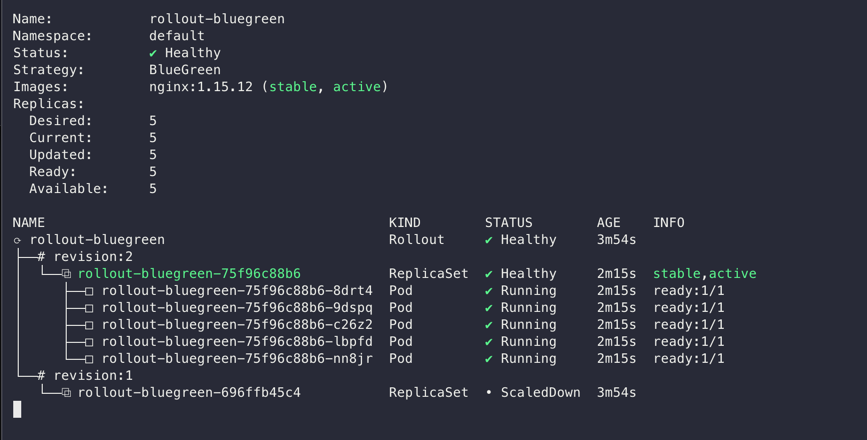 Name: rollout-bluegreen
Namespace: default
Status: ✔ Healthy
Strategy: BlueGreen
Images: nginx:1.15.12 (stable, active)
Replicas:
  Desired: 5
  Current: 5
  Updated: 5
  Ready: 5
  Available: 5

NAME KIND STATUS AGE INFO
⟳ rollout-bluegreen Rollout ✔ Healthy 3m54s
├──# revision:2
│  └──⧉ rollout-bluegreen-75f96c88b6 ReplicaSet ✔ Healthy 2m15s stable,active
│     ├──□ rollout-bluegreen-75f96c88b6-8drt4 Pod ✔ Running 2m15s ready:1/1
│     ├──□ rollout-bluegreen-75f96c88b6-9dspq Pod ✔ Running 2m15s ready:1/1
│     ├──□ rollout-bluegreen-75f96c88b6-c26z2 Pod ✔ Running 2m15s ready:1/1
│     ├──□ rollout-bluegreen-75f96c88b6-lbpfd Pod ✔ Running 2m15s ready:1/1
│     └──□ rollout-bluegreen-75f96c88b6-nn8jr Pod ✔ Running 2m15s ready:1/1
└──# revision:1
   └──⧉ rollout-bluegreen-696ffb45c4 ReplicaSet • ScaledDown 3m54s